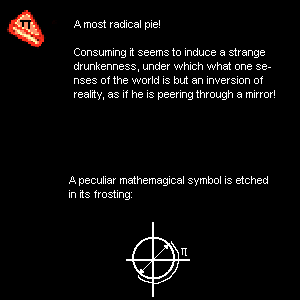 π
A most radical pie!
Consuming it seems to induce a strange
drunkenness, under which what one se-
nses of the world is but an inversion of
reality, as if he is peering through a mirror!
A peculiar mathemagical symbol is etched
in its frosting:
π